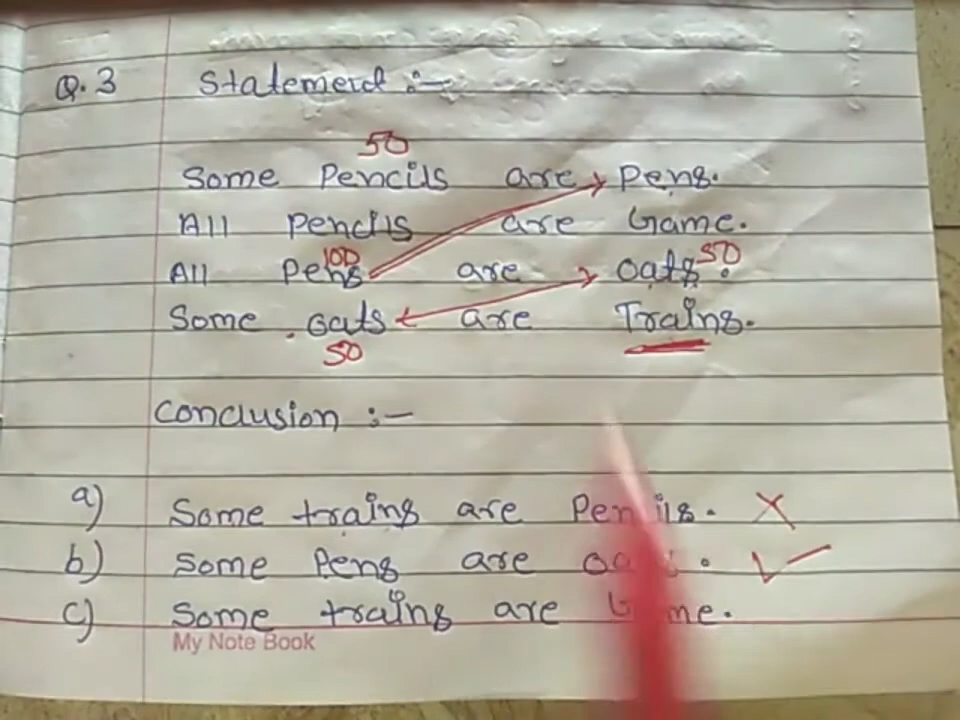 Q.3 Statement :-
50
Some Pencils are Pens.
All Pencils are Game.
100 50
All Pens are Oats.
Some Oats are Trains.
50
Conclusion :-
a) Some trains are Pencils. ✗
b) Some Pens are ✓
c) Some trains are
My Note Book